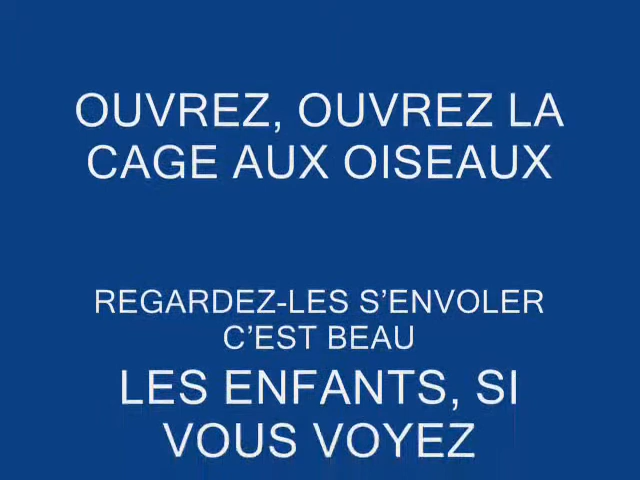 OUVREZ, OUVREZ LA
CAGE AUX OISEAUX
REGARDEZ-LES S’ENVOLER
C’EST BEAU
LES ENFANTS, SI
VOUS VOYEZ